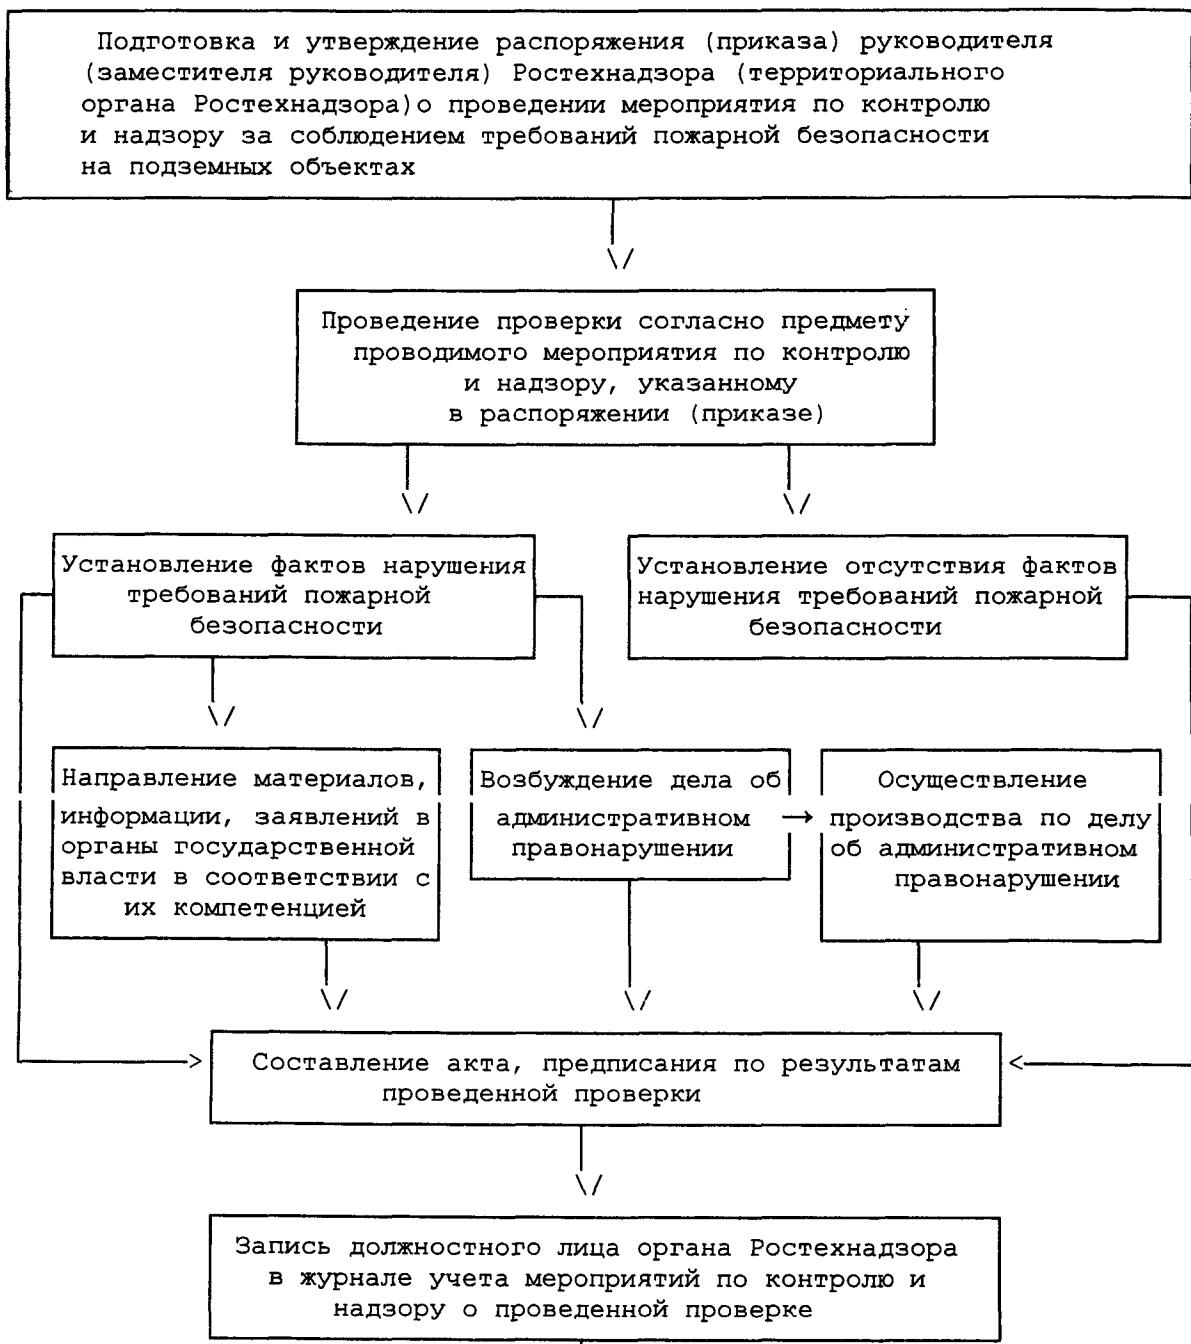 Подготовка и утверждение распоряжения (приказа) руководителя
(заместителя руководителя) Ростехнадзора (территориального
органа Ростехнадзора)о проведении мероприятия по контролю
и надзору за соблюдением требований пожарной безопасности
на подземных объектах
Проведение проверки согласно предмету
проводимого мероприятия по контролю
и надзору, указанному
в распоряжении (приказе)
Установление фактов нарушения
требований пожарной
безопасности
Установление отсутствия фактов
нарушения требований пожарной
безопасности
Направление материалов,
информации, заявлений в
органы государственной
власти в соответствии с
их компетенцией
Возбуждение дела об
административном
правонарушении
Осуществление
производства по делу
об административном
правонарушении
Составление акта, предписания по результатам
проведенной проверки
Запись должностного лица органа Ростехнадзора
в журнале учета мероприятий по контролю и
надзору о проведенной проверке